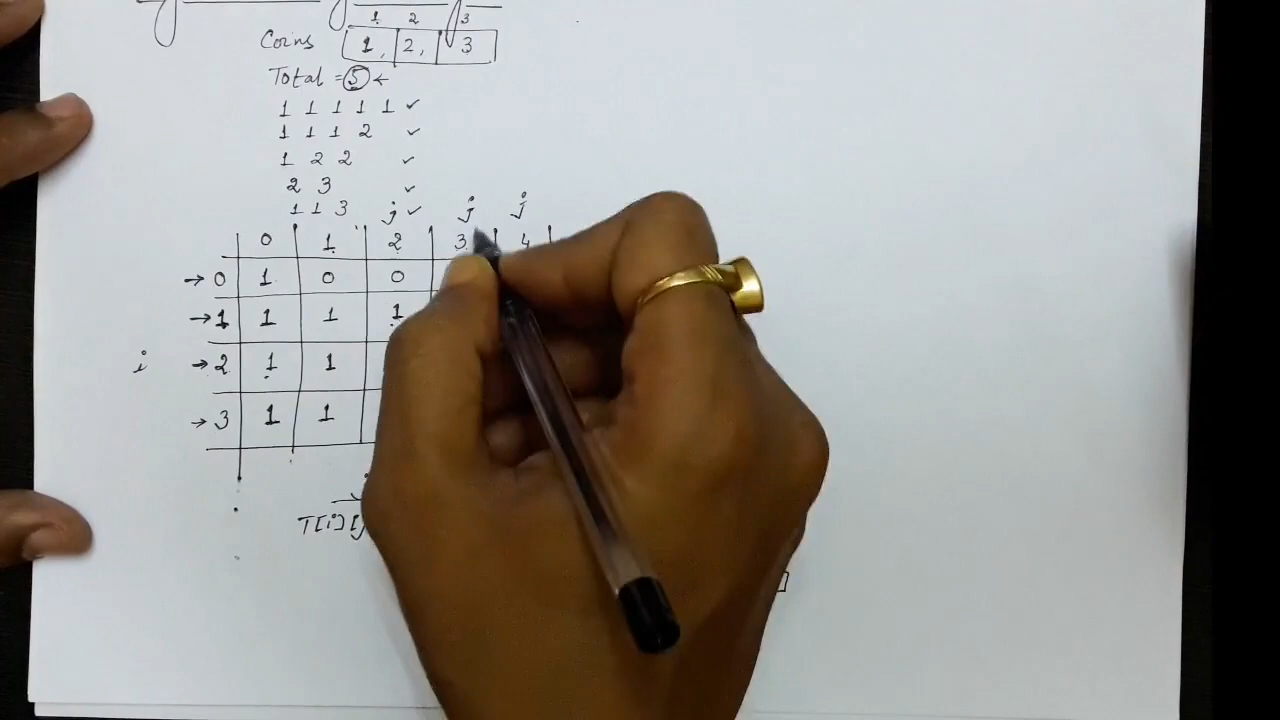 1 2 3
Coins 1, 2, 3
Total = 5 ←
1 1 1 1 1 ✓
1 1 1 2 ✓
1 2 2 ✓
2 3 ✓
1 1 3 ✓
j j j
0 1 2 3 4
→ 0 1 0 0
→ 1 1 1 1
i → 2 1 1
→ 3 1 1
T[i][j